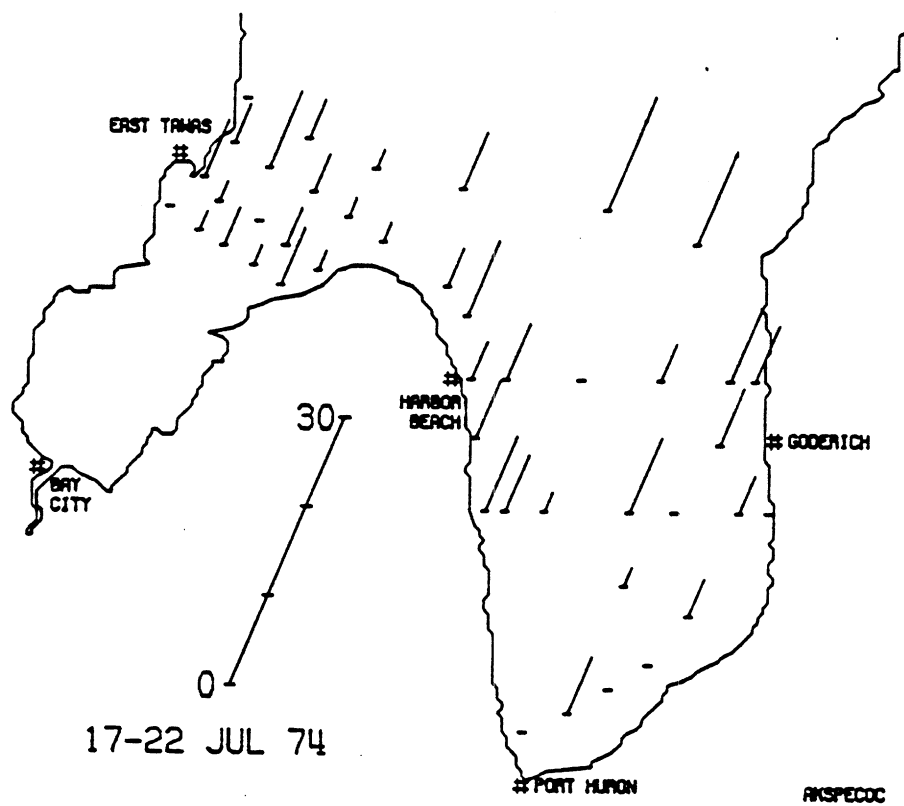 EAST TAWAS
#
30
#
HARBOR
BEACH
# GODERICH
#
BAY
CITY
0
17-22 JUL 74
# PORT HURON
AKSPECOC